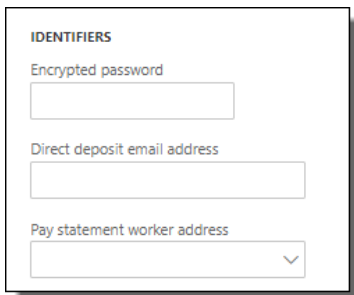 IDENTIFIERS
Encrypted password
Direct deposit email address
Pay statement worker address